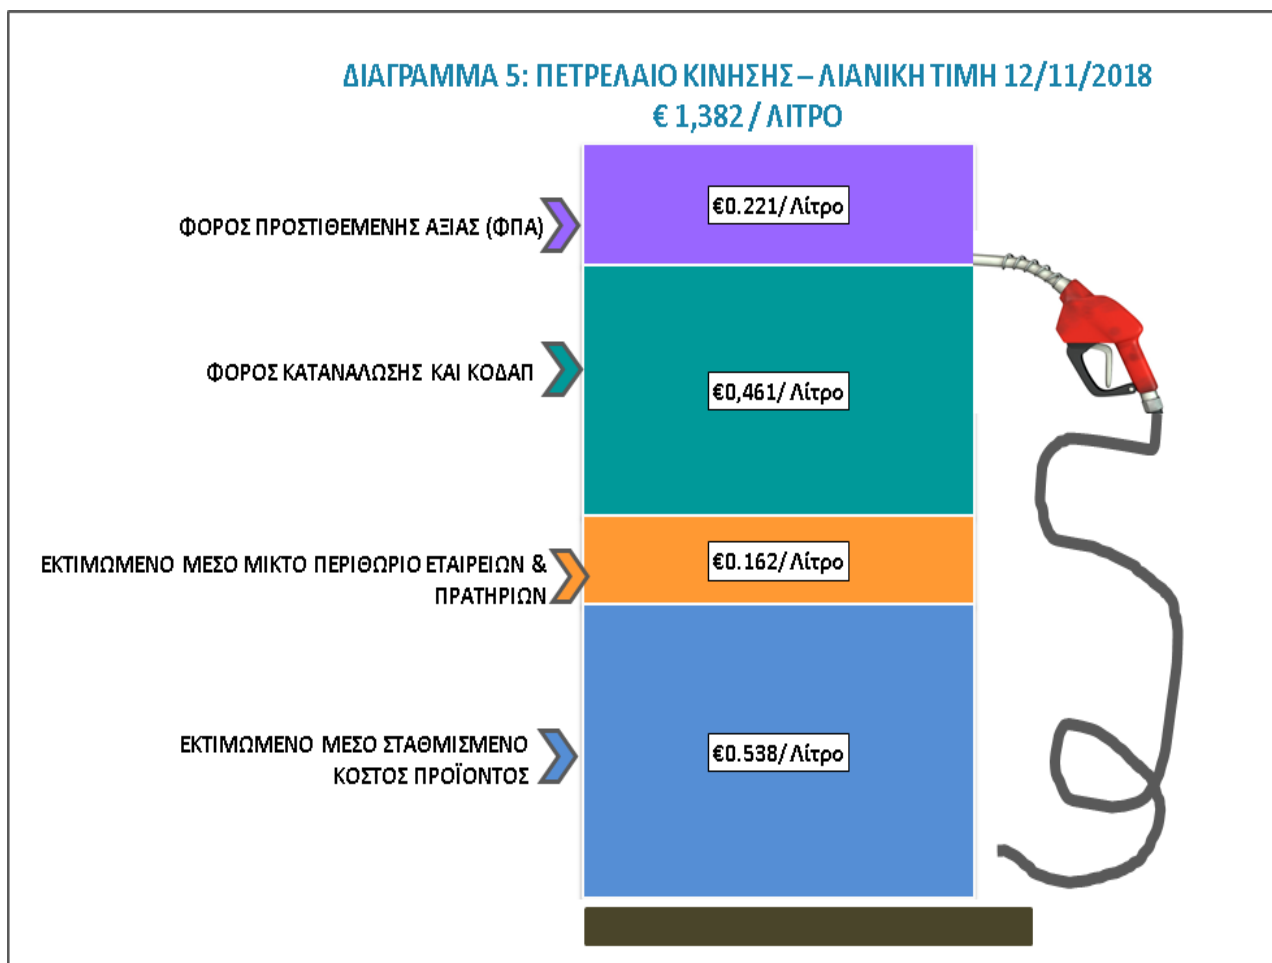 ΔΙΑΓΡΑΜΜΑ 5: ΠΕΤΡΕΛΑΙΟ ΚΙΝΗΣΗΣ – ΛΙΑΝΙΚΗ ΤΙΜΗ 12/11/2018
€ 1,382 / ΛΙΤΡΟ
€0.221/ Λίτρο
ΦΟΡΟΣ ΠΡΟΣΤΙΘΕΜΕΝΗΣ ΑΞΙΑΣ (ΦΠΑ)
ΦΟΡΟΣ ΚΑΤΑΝΑΛΩΣΗΣ ΚΑΙ ΚΟΔΑΠ
€0,461/ Λίτρο
€0.162/ Λίτρο
ΕΚΤΙΜΩΜΕΝΟ ΜΕΣΟ ΜΙΚΤΟ ΠΕΡΙΘΩΡΙΟ ΕΤΑΙΡΕΙΩΝ &
ΠΡΑΤΗΡΙΩΝ
ΕΚΤΙΜΩΜΕΝΟ ΜΕΣΟ ΣΤΑΘΜΙΣΜΕΝΟ
ΚΟΣΤΟΣ ΠΡΟΪΟΝΤΟΣ
€0.538/ Λίτρο